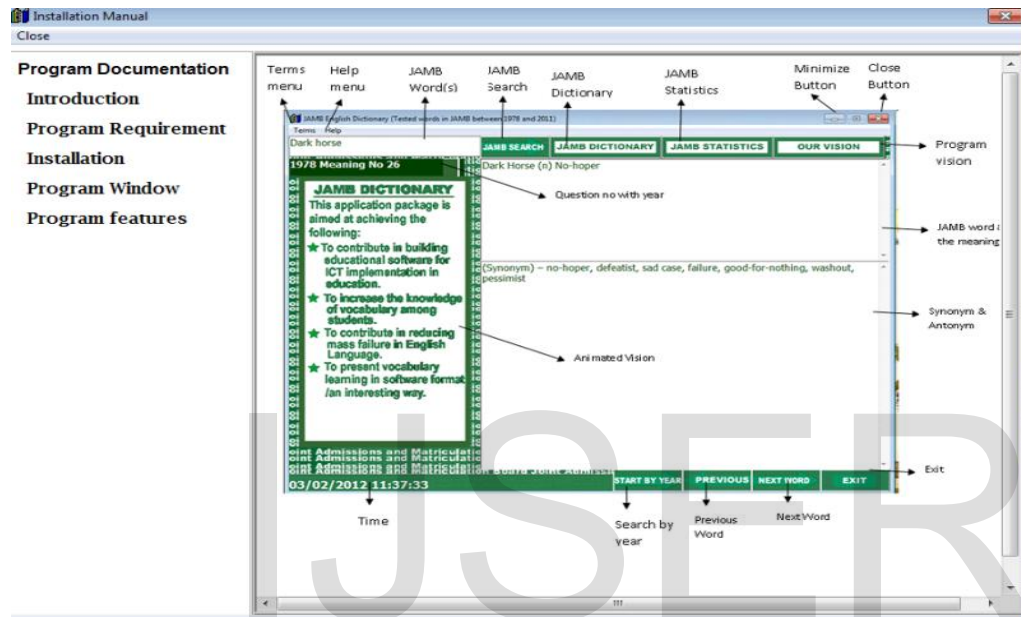 Installation Manual
Close
Program Documentation
Introduction
Program Requirement
Installation
Program Window
Program features
Terms menu
Help menu
JAMB Word(s)
JAMB Search
JAMB Dictionary
JAMB Statistics
Minimize Button
Close Button
JAMB English Dictionary (Tested words in JAMB between 1978 and 2011)
Terms Help
Dark horse
JAMB SEARCH
JAMB DICTIONARY
JAMB STATISTICS
OUR VISION
Program vision
1978 Meaning No 26
Dark Horse (n) No-hoper
Question no with year
JAMB word
the meaning
JAMB DICTIONARY
This application package is
aimed at achieving the
following:
To contribute in building
educational software for
ICT implementation in
education.
To increase the knowledge
of vocabulary among
students.
To contribute in reducing
mass failure in English
Language.
To present vocabulary
learning in software format
/an interesting way.
(Synonym) – no-hoper, defeatist, sad case, failure, good-for-nothing, washout,
pessimist
Synonym &
Antonym
Animated Vision
Admissions and Matriculat
Exit
03/02/2012 11:37:33
START BY YEAR
PREVIOUS
NEXT WORD
EXIT
Time
Search by
year
Previous
Word
Next Word
IJSER